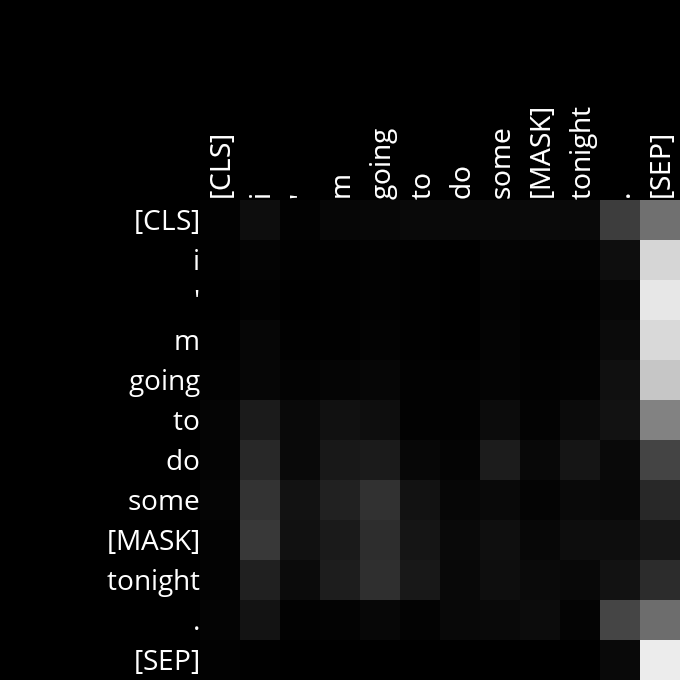 [CLS] i ' m going to do some [MASK] tonight . [SEP]
[CLS]
i
'
m
going
to
do
some
[MASK]
tonight
.
[SEP]